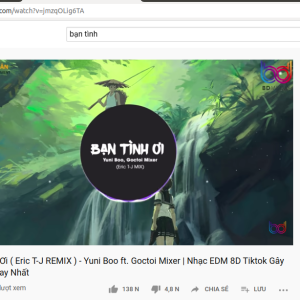 .com/watch?v=jmzqOLig6TA
bạn tình
8D
BẠN TÌNH ƠI
Yuni Boo, Goctoi Mixer
(Eric T-J MIX)
Ơi ( Eric T-J REMIX ) - Yuni Boo ft. Goctoi Mixer | Nhạc EDM 8D Tiktok Gây
ay Nhất
lượt xem
138 N
4,8 N
CHIA SẺ
LƯU